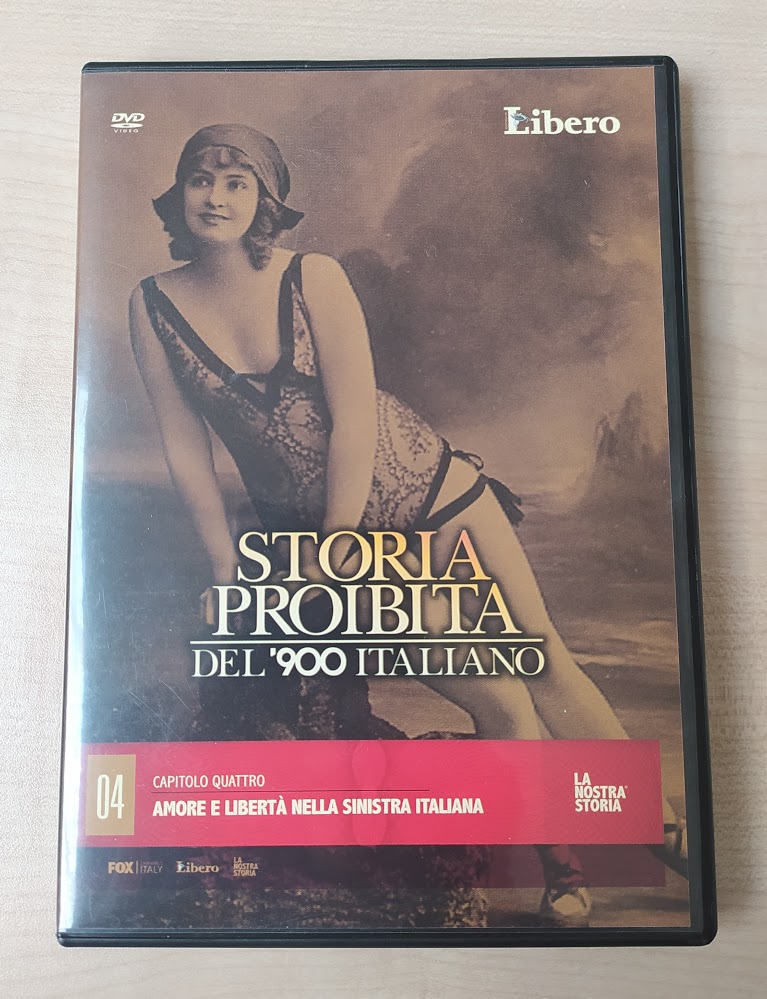 DVD
VIDEO
Libero
STORIA
PROIBITA
DEL '900 ITALIANO
04
CAPITOLO QUATTRO
AMORE E LIBERTÀ NELLA SINISTRA ITALIANA
LA
NOSTRA
STORIA
FOX
ITALY
Libero
LA
NOSTRA
STORIA